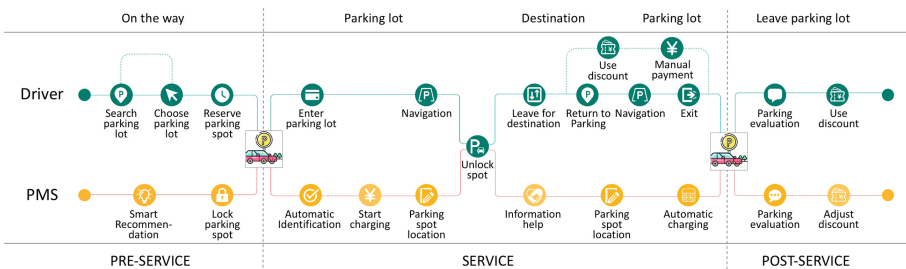 On the way
Parking lot
Destination
Parking lot
Leave parking lot
Use
discount
Manual
payment
Driver
Search
parking
lot
Choose
parking
lot
Reserve
parking
spot
Enter
parking lot
Navigation
Leave for
destination
Return to
Parking
Navigation
Exit
Parking
evaluation
Use
discount
Unlock
spot
PMS
Smart
Recommen-
dation
Lock
parking
spot
Automatic
Identification
Start
charging
Parking
spot
location
Information
help
Parking
spot
location
Automatic
charging
Parking
evaluation
Adjust
discount
PRE-SERVICE
SERVICE
POST-SERVICE